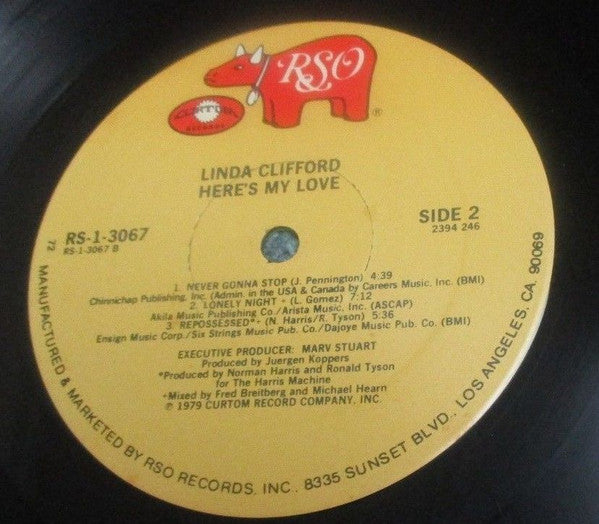 RSO
CURTOM
RECORDS
®
LINDA CLIFFORD
HERE'S MY LOVE
RS-1-3067
RS-1-3067 B
SIDE 2
2394 246
72
1. NEVER GONNA STOP (J. Pennington) 4:39
Chinnichap Publishing, Inc. (Admin. in the USA & Canada by Careers Music. Inc. (BMI)
2. LONELY NIGHT + (L. Gomez) 7:12
Akila Music Publishing Co./Arista Music. Inc. (ASCAP)
3. REPOSSESSED*+ (N. Harris/R. Tyson) 5:36
Ensign Music Corp./Six Strings Music Pub. Co./Dajoye Music Pub. Co. (BMI)
EXECUTIVE PRODUCER: MARV STUART
Produced by Juergen Koppers
*Produced by Norman Harris and Ronald Tyson
for The Harris Machine
+Mixed by Fred Breitberg and Michael Hearn
℗ 1979 CURTOM RECORD COMPANY, INC.
MANUFACTURED & MARKETED BY RSO RECORDS, INC. 8335 SUNSET BLVD., LOS ANGELES, CA. 90069